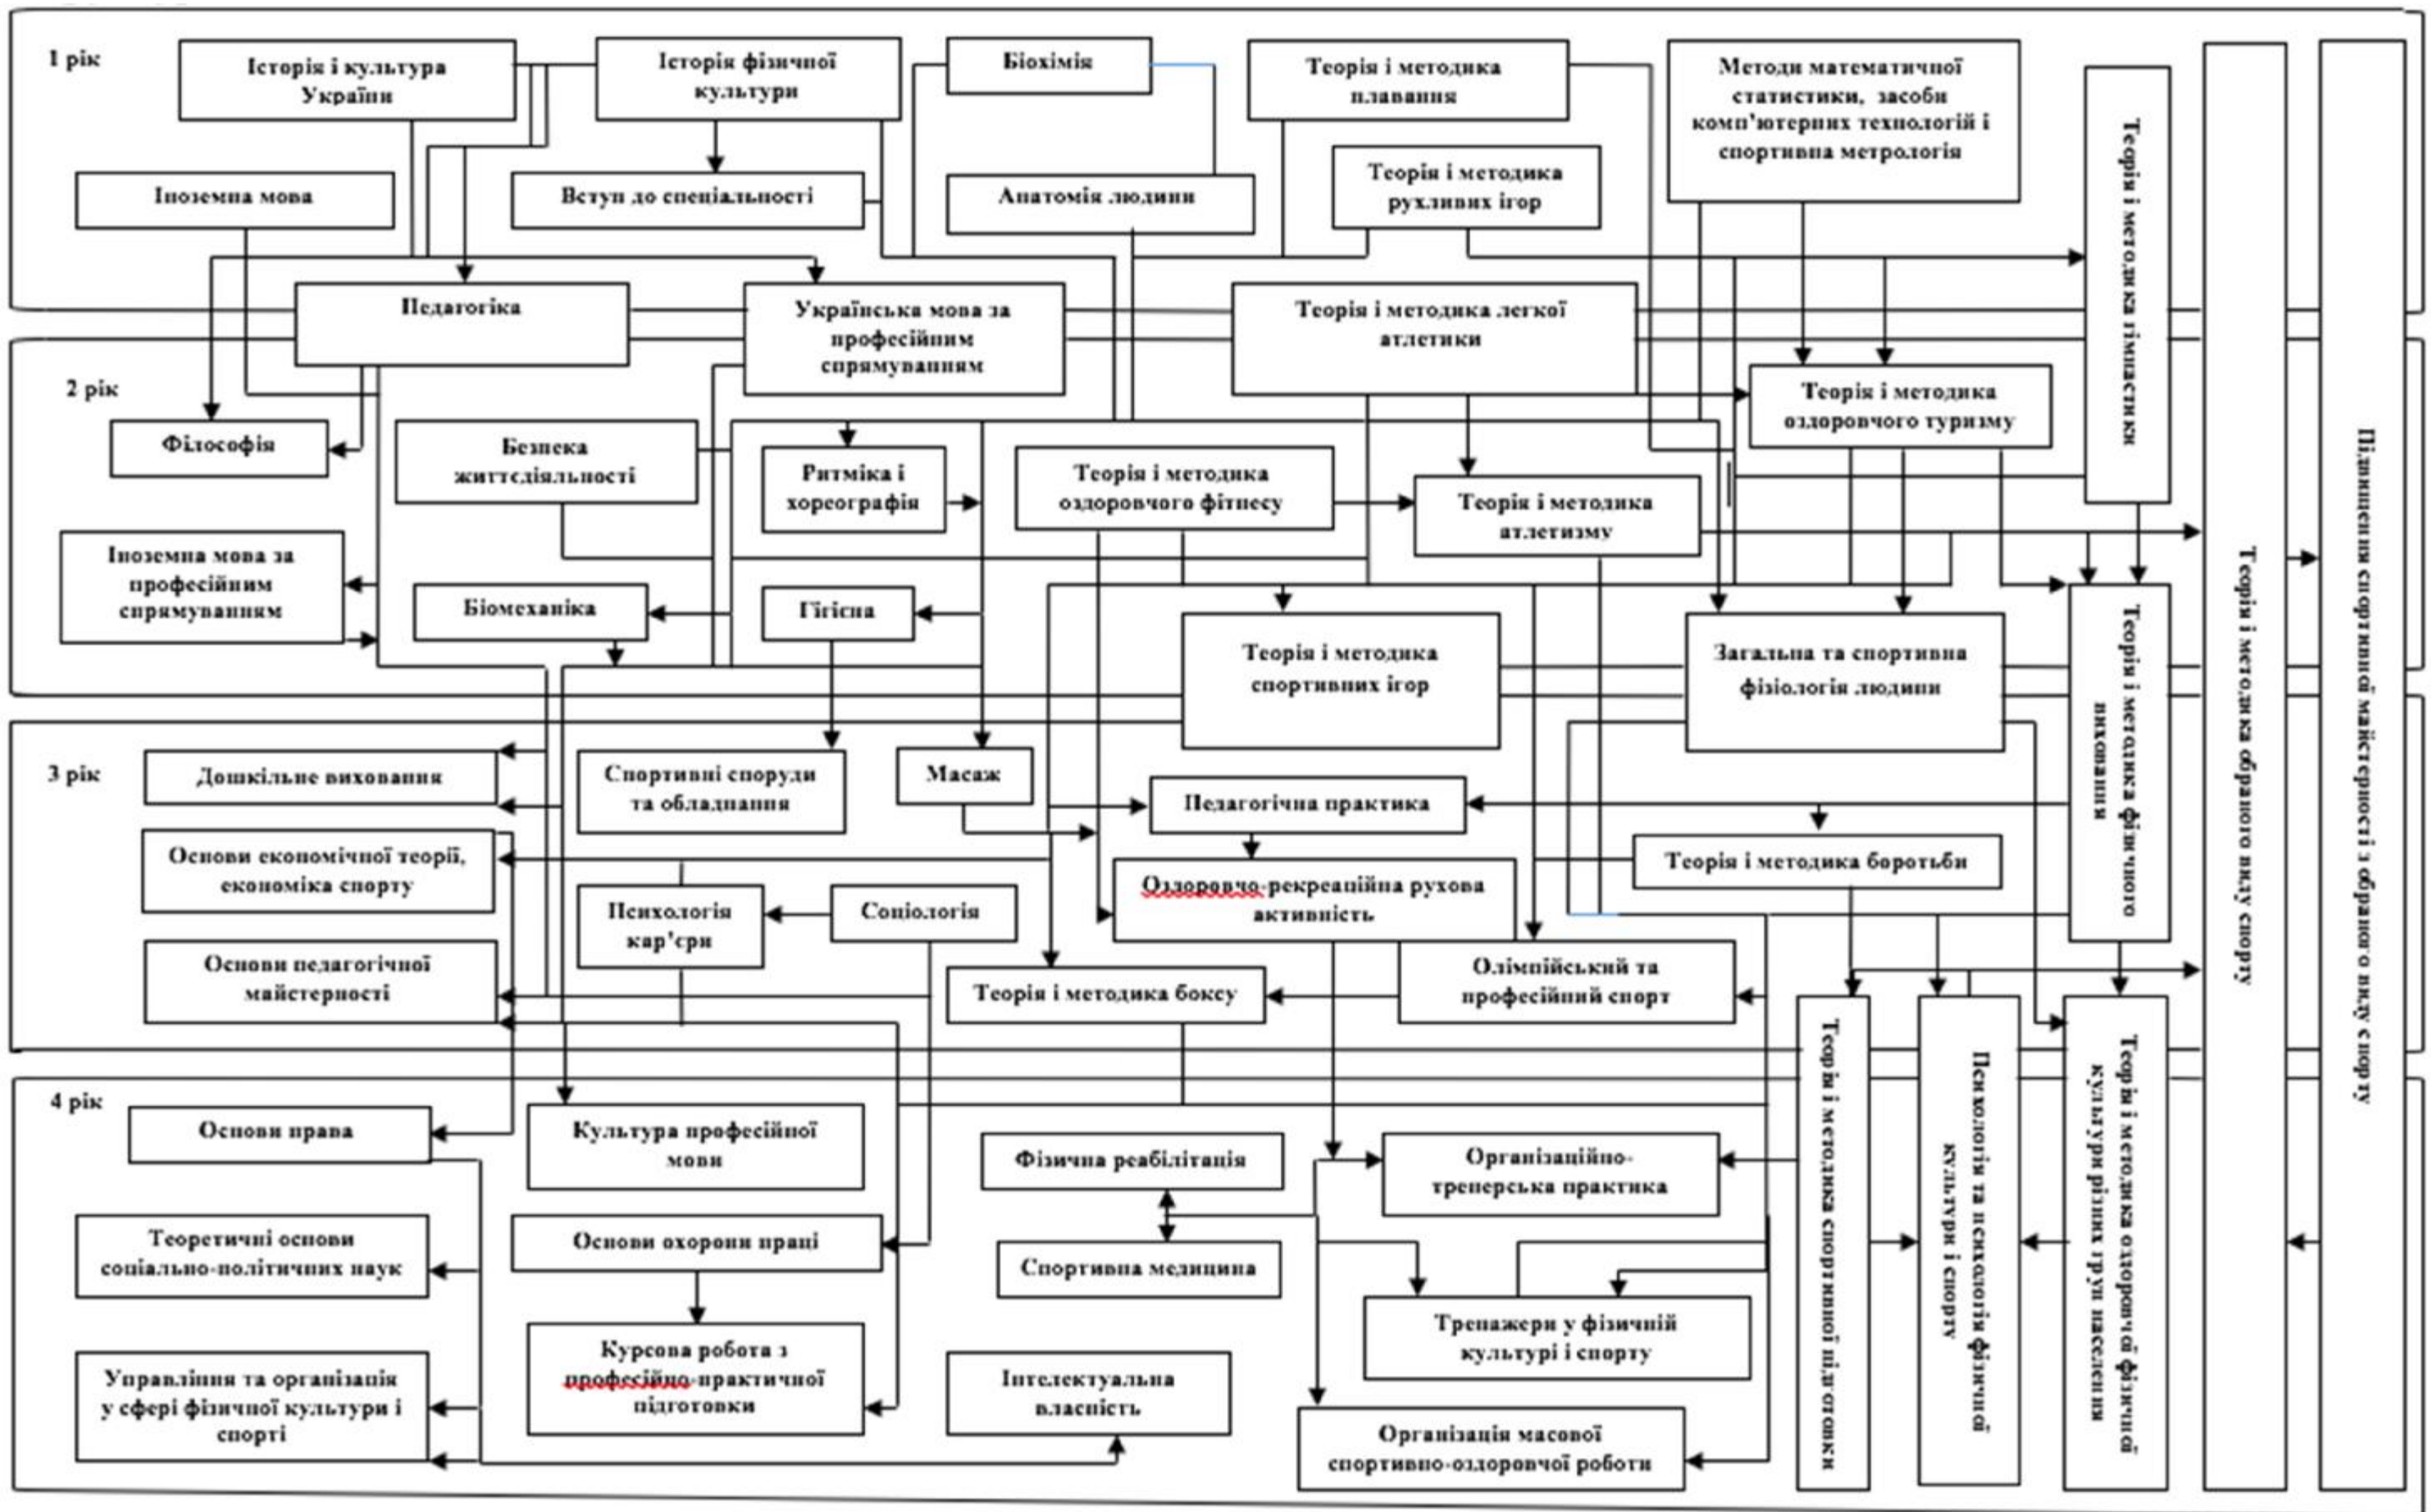 1 рік
Історія і культура
України
Історія фізичної
культури
Біохімія
Теорія і методика
плавання
Методи математичної
статистики, засоби
комп'ютерних технологій і
спортивна метрологія
Іноземна мова
Вступ до спеціальності
Анатомія людини
Теорія і методика
рухливих ігор
Теорія і методика гімнастики
Педагогіка
Українська мова за
професійним
спрямуванням
Теорія і методика легкої
атлетики
2 рік
Теорія і методика
оздоровчого туризму
Філософія
Безпека
життєдіяльності
Ритміка і
хореографія
Теорія і методика
оздоровчого фітнесу
Теорія і методика
атлетизму
Іноземна мова за
професійним
спрямуванням
Біомеханіка
Гігієна
Теорія і методика
спортивних ігор
Загальна та спортивна
фізіологія людини
Теорія і методика фізичного
виховання
Теорія і методика обраного виду спорту
Підвищення спортивної майстерності з обраного виду спорту
3 рік
Дошкільне виховання
Спортивні споруди
та обладнання
Масаж
Педагогічна практика
Основи економічної теорії,
економіка спорту
Психологія
кар'єри
Соціологія
Оздоровчо-рекреаційна рухова
активність
Теорія і методика боротьби
Основи педагогічної
майстерності
Теорія і методика боксу
Олімпійський та
професійний спорт
4 рік
Основи права
Культура професійної
мови
Фізична реабілітація
Організаційно-
тренерська практика
Теорія і методика спортивної підготовки
Психологія та психологія фізичної
культури і спорту
Теорія і методика оздоровчої фізичної
культури різних груп населення
Теоретичні основи
соціально-політичних наук
Основи охорони праці
Спортивна медицина
Тренажери у фізичній
культурі і спорту
Управління та організація
у сфері фізичної культури і
спорті
Курсова робота з
професійно-практичної
підготовки
Інтелектуальна
власність
Організація масової
спортивно-оздоровчої роботи